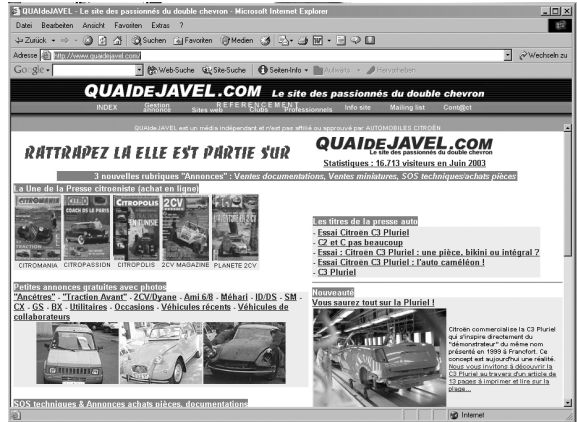 QUAIdeJAVEL - Le site des passionnés du double chevron - Microsoft Internet Explorer
Datei Bearbeiten Ansicht Favoriten Extras ?
Zurück Suchen Favoriten Medien
Adresse http://www.quaidejavel.com/ Wechseln zu
Google Web-Suche Site-Suche Seiten-Info Aufwärts Hervorheben
QUAIDEJAVEL.COM Le site des passionnés du double chevron
REFERENCEMENT
INDEX Gestion annonce Sites web Clubs Professionnels Info site Mailing list Cont@ct
QUAIdeJAVEL est un média indépendant et n'est pas affilié ou approuvé par AUTOMOBILES CITROËN
RATTRAPEZ LA ELLE EST PARTIE SUR
QUAIDEJAVEL.COM
Le site des passionnés du double chevron
Statistiques : 16.713 visiteurs en Juin 2003
3 nouvelles rubriques "Annonces" : Ventes documentations, Ventes miniatures, SOS techniques/achats pièces
La Une de la Presse citroëniste (achat en ligne)
CITROMANIA CITROPASSION CITROPOLIS 2CV MAGAZINE PLANETE 2CV
Les titres de la presse auto
- Essai Citroën C3 Pluriel
- C2 et C pas beaucoup
- Essai : Citroën C3 Pluriel : une pièce, bikini ou intégral ?
- Essai Citroën C3 Pluriel : l'auto caméléon !
- C3 Pluriel
Petites annonces gratuites avec photos
"Ancêtres" - "Traction Avant" - 2CV/Dyane - Ami 6/8 - Méhari - ID/DS - SM -
CX - GS - BX - Utilitaires - Occasions - Véhicules récents - Véhicules de
collaborateurs
Nouveauté
Vous saurez tout sur la Pluriel !
Citroën commercialise la C3 Pluriel
qui s'inspire directement du
"démonstrateur" du même nom
présenté en 1999 à Francfort. Ce
concept est aujourd'hui une réalité.
Nous vous invitons à découvrir la
C3 Pluriel au travers d'un article de
13 pages à imprimer et lire sur la
plage...
SOS techniques & Annonces achats pièces, documentations
Internet